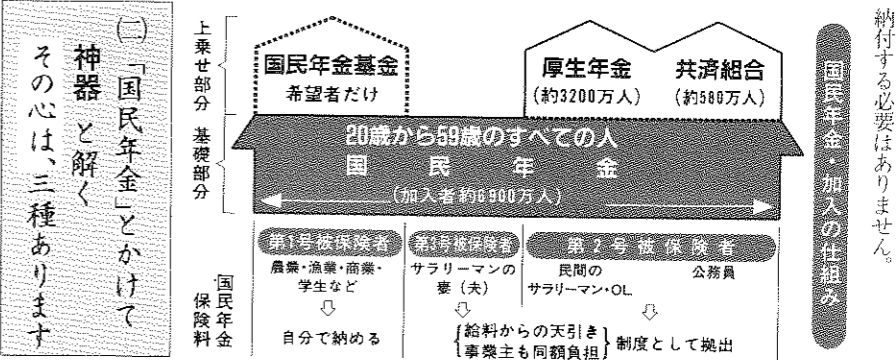 納付する必要はありません。
国民年金・加入の仕組み
上乗せ部分
基礎部分
国民年金基金
希望者だけ
厚生年金
(約3200万人)
共済組合
(約580万人)
20歳から59歳のすべての人
国民年金
(加入者約6900万人)
第1号被保険者
農業・漁業・商業・
学生など
自分で納める
第3号被保険者
サラリーマンの
妻(夫)
第2号被保険者
民間の
サラリーマン・OL
公務員
給料からの天引き
事業主も同額負担
制度として拠出
国民年金
保険料
㈡「国民年金」とかけて
神器 と解く
その心は、三種あります